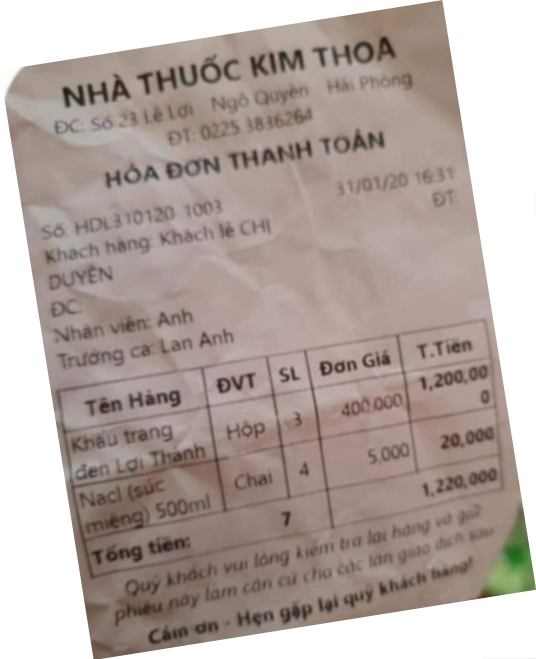 NHÀ THUỐC KIM THOA
ĐC: Số 23 Lê Lợi Ngô Quyền Hải Phòng
ĐT: 0225 3836264
HÓA ĐƠN THANH TOÁN
31/01/20 16:31
Số: HDL310120 1003
ĐT:
Khách hàng: Khách lẻ CHỊ
DUYÊN
ĐC:
Nhân viên: Anh
Trưởng ca: Lan Anh
Tên Hàng ĐVT SL Đơn Giá T.Tiền
Khẩu trang Hộp 3 400,000 1,200,00
đen Lợi Thành 0
Nacl (súc Chai 4 5,000 20,000
miệng) 500ml
Tổng tiền: 7 1,220,000
Quý khách vui lòng kiểm tra lại hàng và giữ
phiếu này làm căn cứ cho các lần giao dịch sau
Cảm ơn - Hẹn gặp lại quý khách hàng!